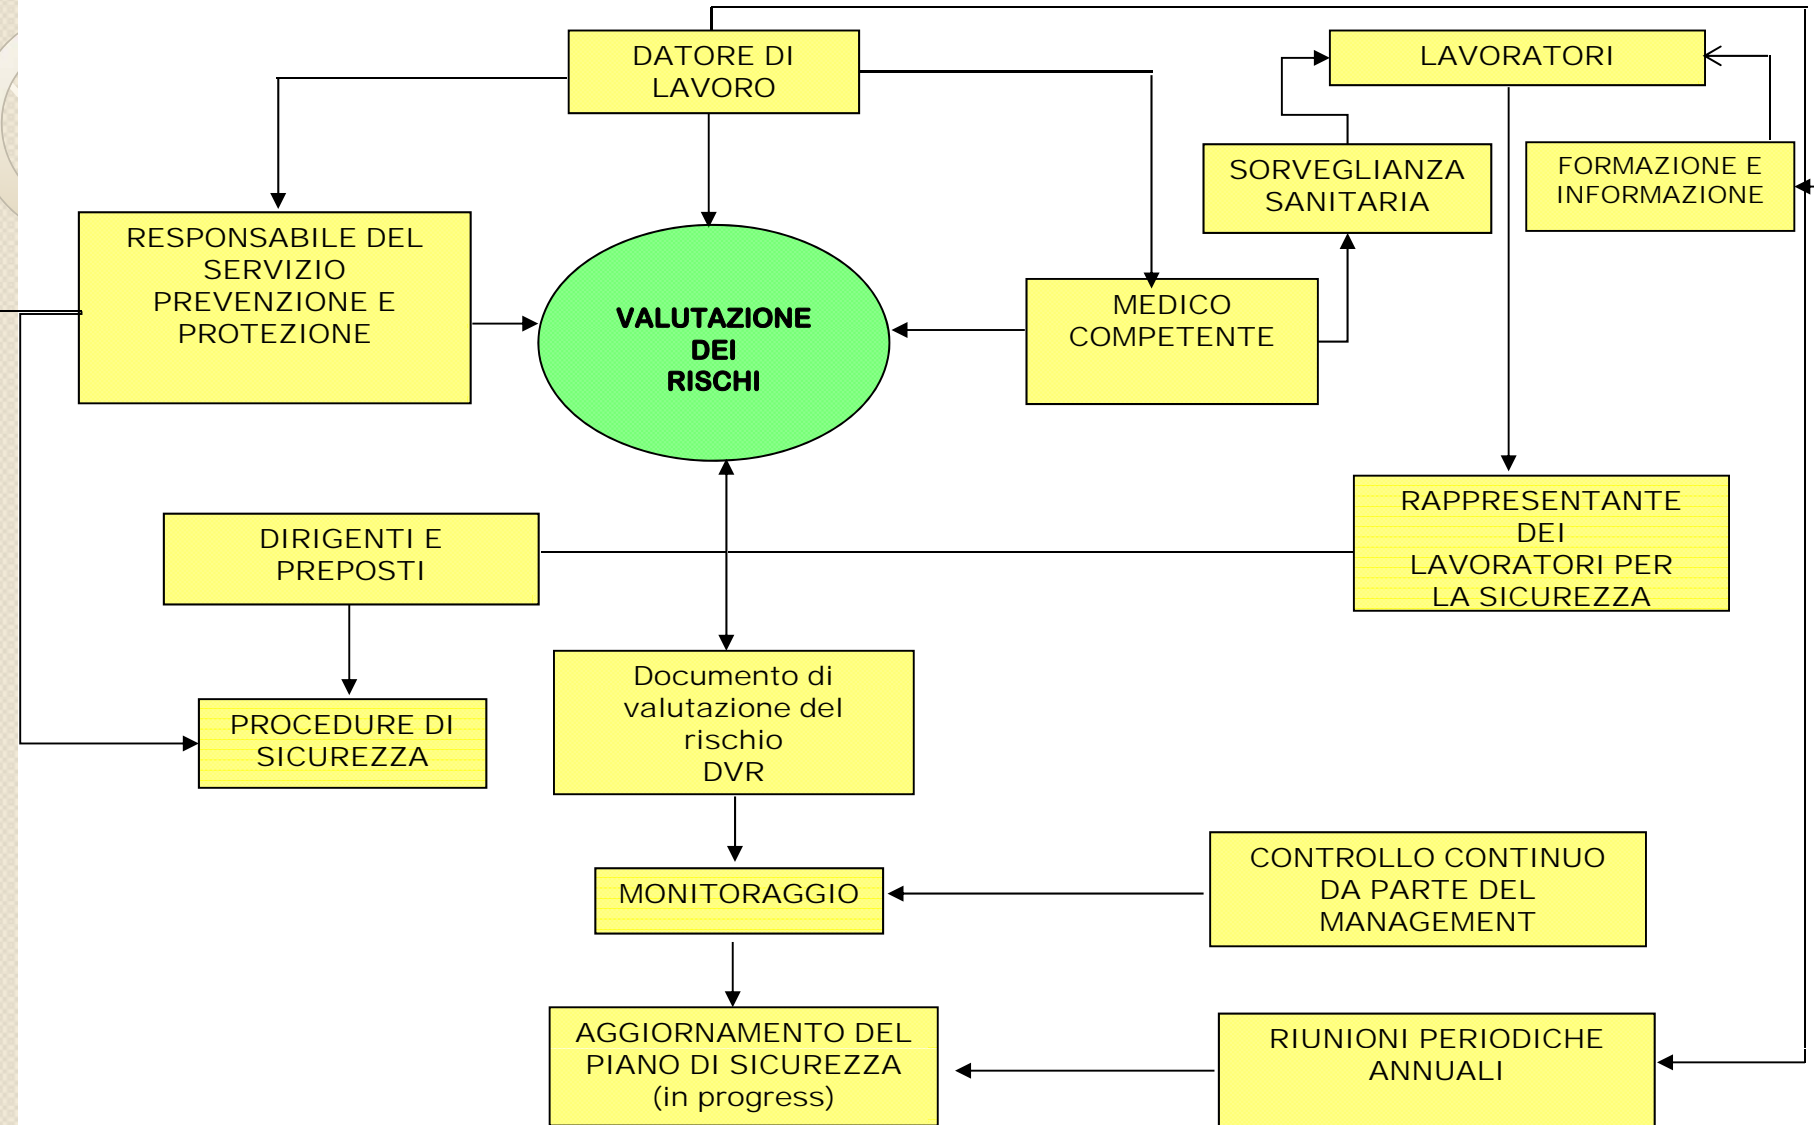 DATORE DI
LAVORO
LAVORATORI
SORVEGLIANZA
SANITARIA
FORMAZIONE E
INFORMAZIONE
RESPONSABILE DEL
SERVIZIO
PREVENZIONE E
PROTEZIONE
VALUTAZIONE
DEI
RISCHI
MEDICO
COMPETENTE
DIRIGENTI E
PREPOSTI
RAPPRESENTANTE
DEI
LAVORATORI PER
LA SICUREZZA
PROCEDURE DI
SICUREZZA
Documento di
valutazione del
rischio
DVR
MONITORAGGIO
CONTROLLO CONTINUO
DA PARTE DEL
MANAGEMENT
AGGIORNAMENTO DEL
PIANO DI SICUREZZA
(in progress)
RIUNIONI PERIODICHE
ANNUALI